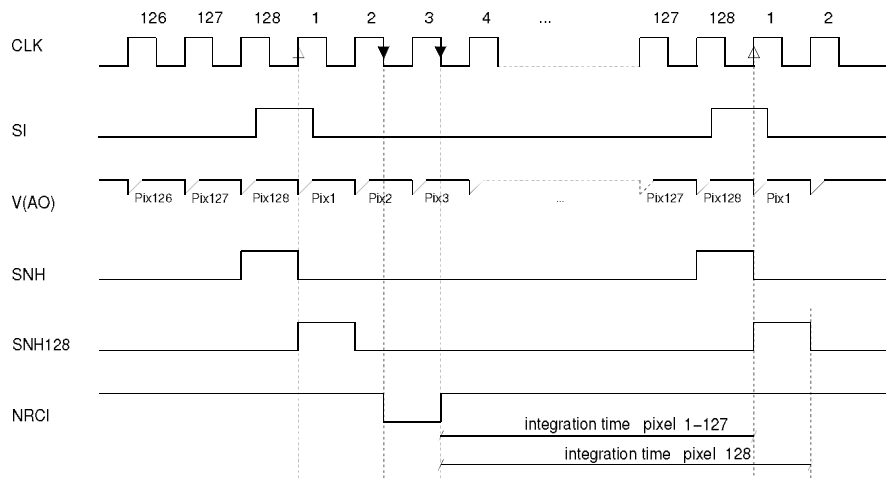 126 127 128 1 2 3 4 ... 127 128 1 2
CLK
SI
V(AO)
Pix126 Pix127 Pix128 Pix1 Pix2 Pix3 ... Pix127 Pix128 Pix1
SNH
SNH128
NRCI
integration time pixel 1-127
integration time pixel 128